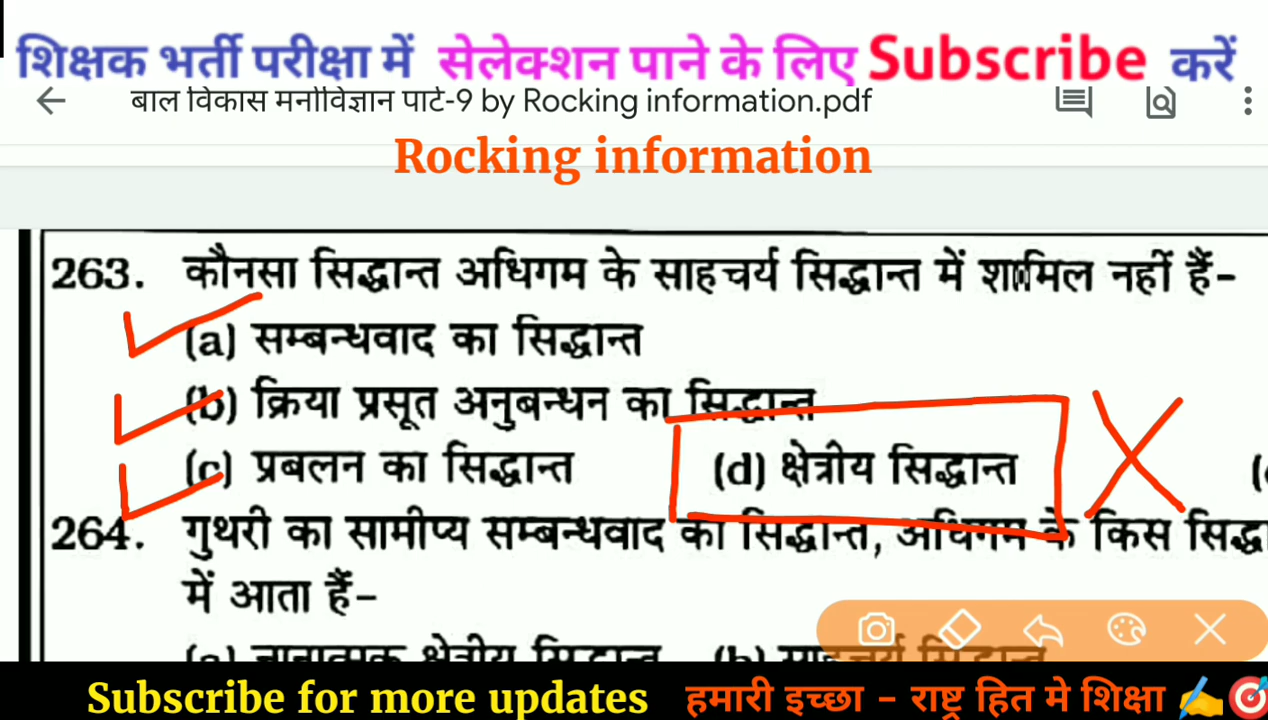 शिक्षक भर्ती परीक्षा में सेलेक्शन पाने के लिए Subscribe करें
बाल विकास मनोविज्ञान पार्ट-9 by Rocking information.pdf
Rocking information
263. कौनसा सिद्धान्त अधिगम के साहचर्य सिद्धान्त में शामिल नहीं हैं-
(a) सम्बन्धवाद का सिद्धान्त
(b) क्रिया प्रसूत अनुबन्धन का सिद्धान्त
(c) प्रबलन का सिद्धान्त (d) क्षेत्रीय सिद्धान्त
264. गुथरी का सामीप्य सम्बन्धवाद का सिद्धान्त, अधिगम के किस
में आता हैं-
Subscribe for more updates हमारी इच्छा - राष्ट्र हित मे शिक्षा ✍️🎯